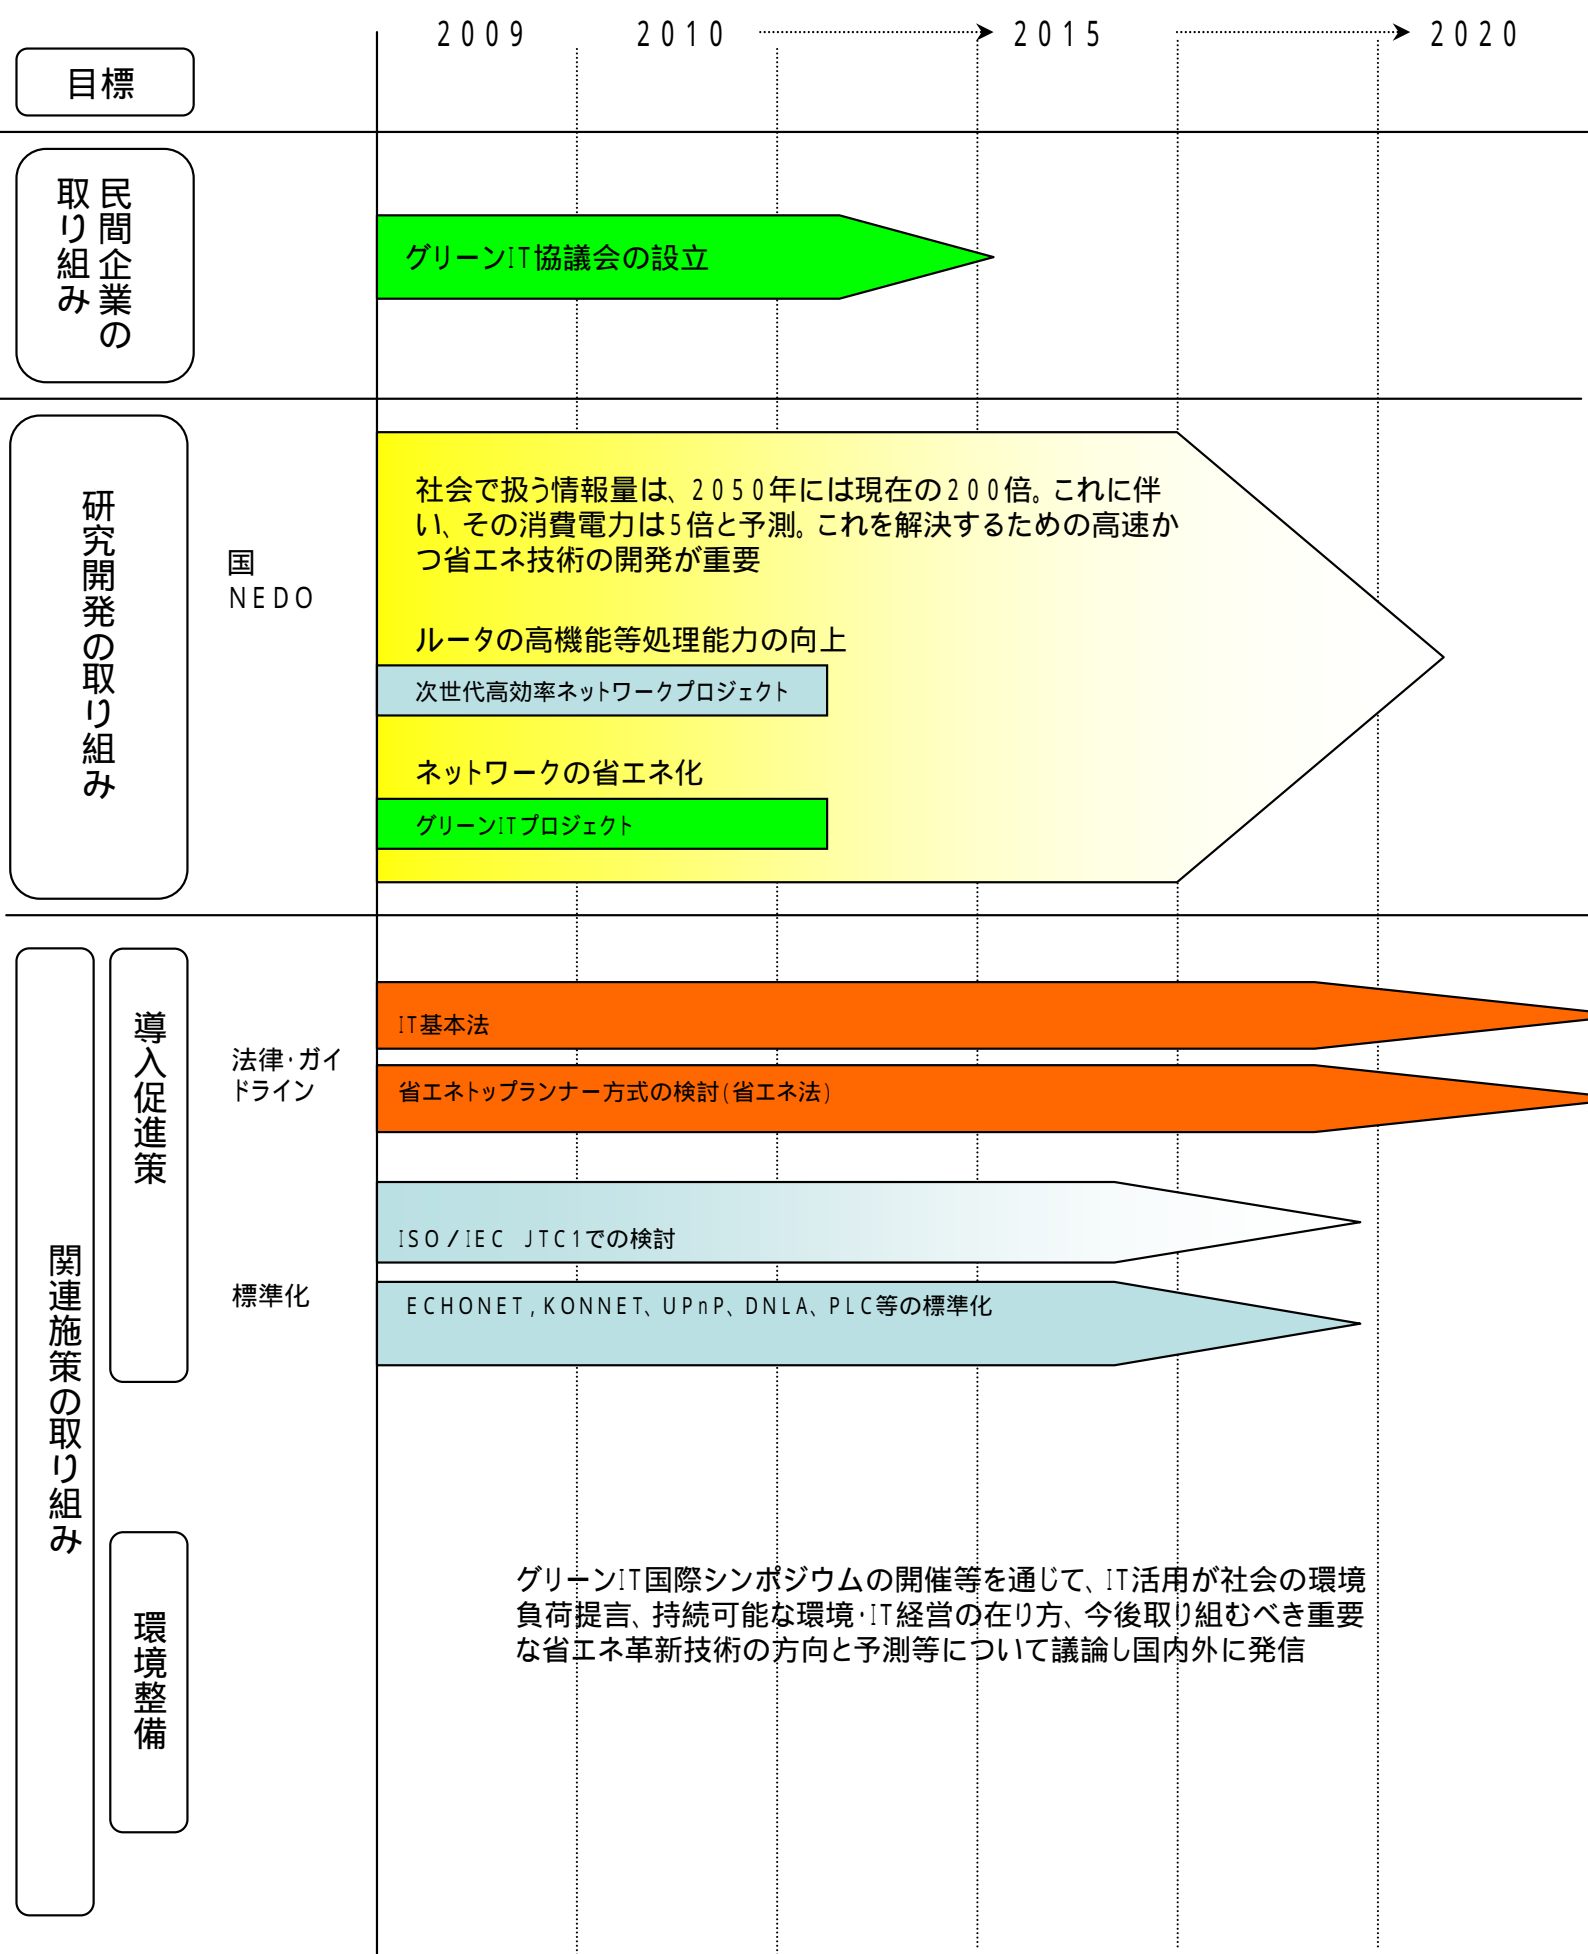 2009
2010
2015
2020
目標
民間企業の
取り組み
グリーンIT協議会の設立
研究開発の取り組み
国
NEDO
社会で扱う情報量は、2050年には現在の200倍。これに伴
い、その消費電力は5倍と予測。これを解決するための高速か
つ省エネ技術の開発が重要
ルータの高機能等処理能力の向上
次世代高効率ネットワークプロジェクト
ネットワークの省エネ化
グリーンITプロジェクト
関連施策の取り組み
導入促進策
法律・ガイ
ドライン
IT基本法
省エネトップランナー方式の検討(省エネ法)
標準化
ISO/IEC JTC1での検討
ECHONET,KONNET、UPnP、DNLA、PLC等の標準化
環境整備
グリーンIT国際シンポジウムの開催等を通じて、IT活用が社会の環境
負荷提言、持続可能な環境・IT経営の在り方、今後取り組むべき重要
な省エネ革新技術の方向と予測等について議論し国内外に発信